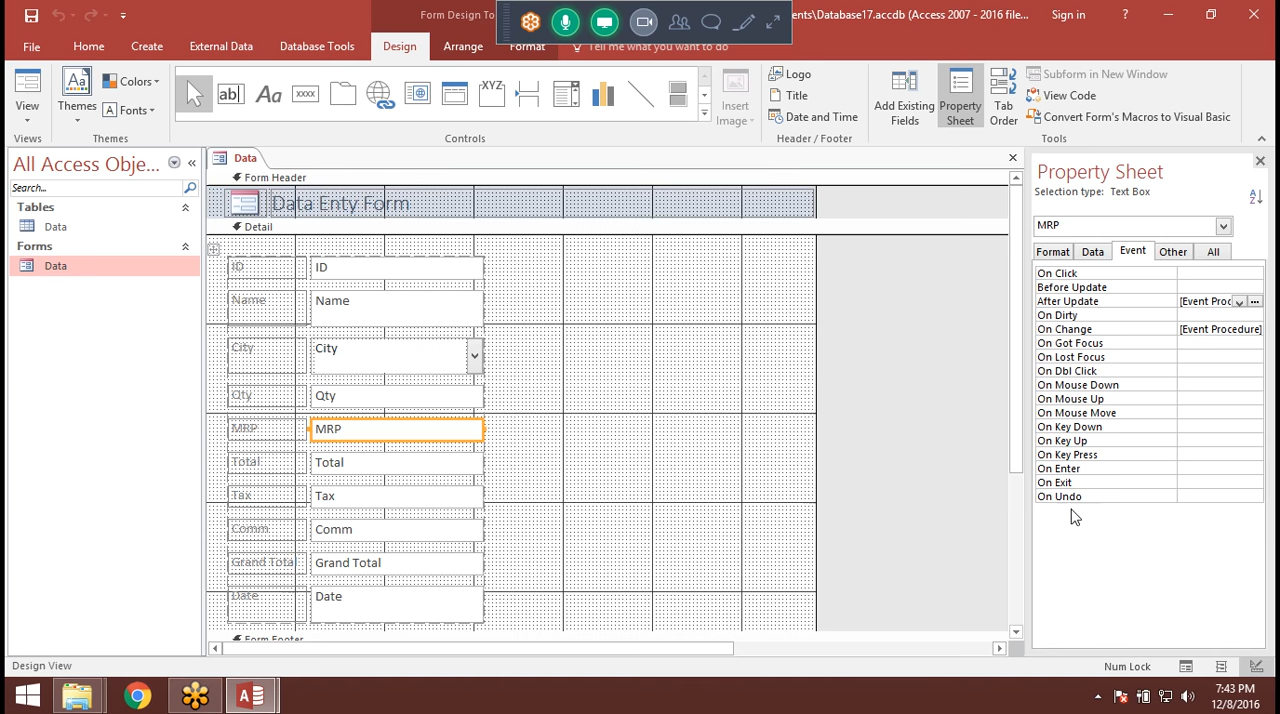 Form Design To
ents\Database17.accdb (Access 2007 - 2016 file...
Sign in
?
File
Home
Create
External Data
Database Tools
Design
Arrange
Format
Tell me what you want to do
View
Views
Aa
Themes
Colors
A Fonts
Themes
ab|
Aa
xxxx
XYZ
Controls
Insert
Image
Logo
Title
Date and Time
Header / Footer
Add Existing
Fields
Property
Sheet
Tab
Order
Subform in New Window
View Code
Convert Form's Macros to Visual Basic
Tools
All Access Obje...
Search...
Tables
Data
Forms
Data
Data
Form Header
Data Enty Form
Detail
ID
ID
Name
Name
City
City
Qty
Qty
MRP
MRP
Total
Total
Tax
Tax
Comm
Comm
Grand Total
Grand Total
Date
Date
Form Footer
Property Sheet
Selection type: Text Box
MRP
Format
Data
Event
Other
All
On Click
Before Update
After Update
[Event Proc
On Dirty
On Change
[Event Procedure]
On Got Focus
On Lost Focus
On Dbl Click
On Mouse Down
On Mouse Up
On Mouse Move
On Key Down
On Key Up
On Key Press
On Enter
On Exit
On Undo
Design View
Num Lock
7:43 PM
12/8/2016